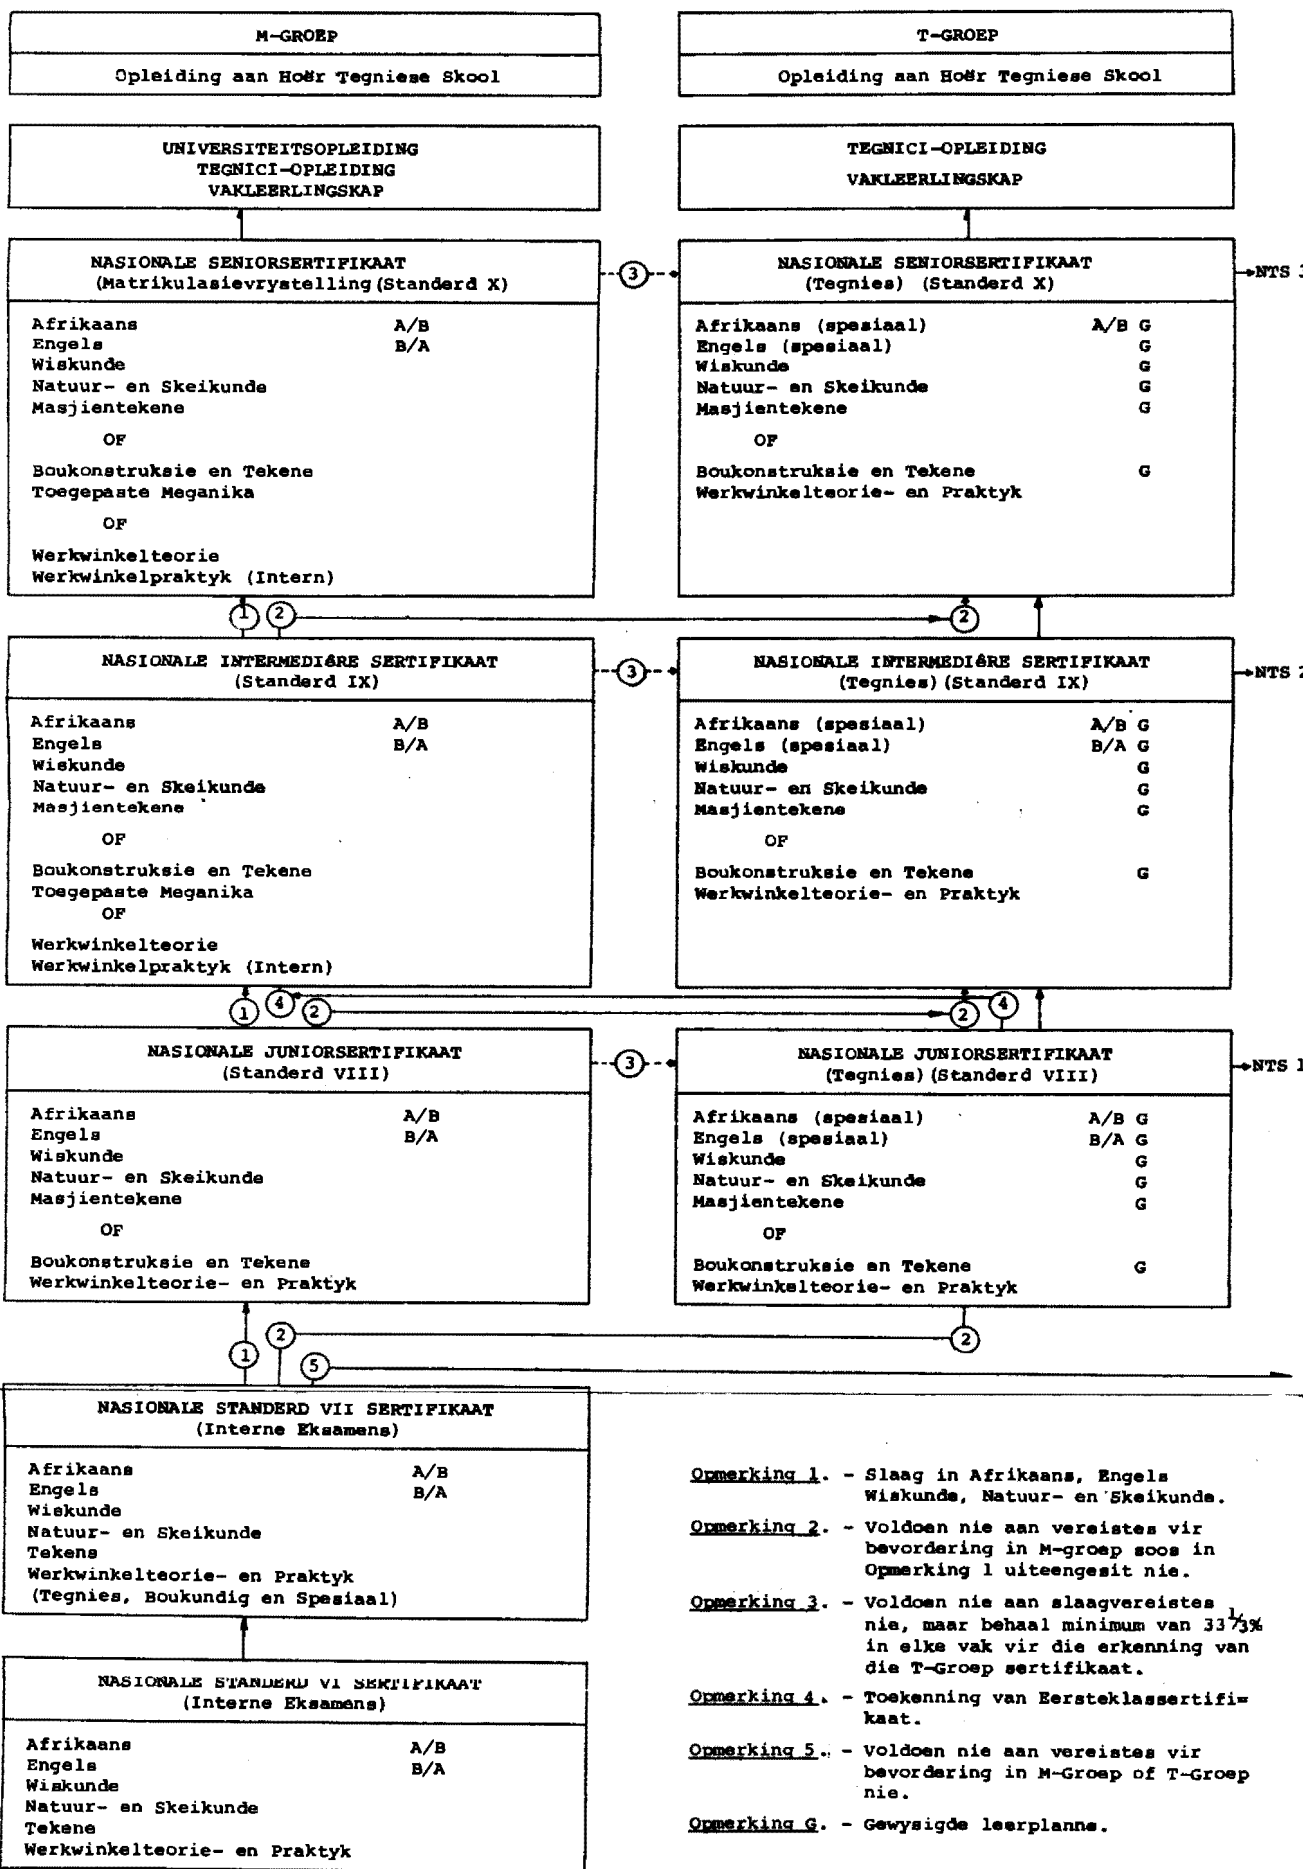 M-GROEP
Opleiding aan Hoër Tegniese Skool
UNIVERSITEITSOPLEIDING
TEGNICI-OPLEIDING
VAKLEERLINGSKAP
NASIONALE SENIORSERTIFIKAAT
(Matrikulasievrystelling (Standerd X)
Afrikaans A/B
Engels B/A
Wiskunde
Natuur- en Skeikunde
Masjientekene
OF
Boukonstruksie en Tekene
Toegepaste Meganika
OF
Werkwinkelteorie
Werkwinkelpraktyk (Intern)
T-GROEP
Opleiding aan Hoër Tegniese Skool
TEGNICI-OPLEIDING
VAKLEERLINGSKAP
3
NASIONALE SENIORSERTIFIKAAT
(Tegnies) (Standerd X)
NTS 3
Afrikaans (spesiaal) A/B G
Engels (spesiaal) G
Wiskunde G
Natuur- en Skeikunde G
Masjientekene G
OF
Boukonstruksie en Tekene G
Werkwinkelteorie- en Praktyk
1 2 2
NASIONALE INTERMEDIÊRE SERTIFIKAAT
(Standerd IX)
Afrikaans A/B
Engels B/A
Wiskunde
Natuur- en Skeikunde
Masjientekene
OF
Boukonstruksie en Tekene
Toegepaste Meganika
OF
Werkwinkelteorie
Werkwinkelpraktyk (Intern)
3
NASIONALE INTERMEDIÊRE SERTIFIKAAT
(Tegnies) (Standerd IX)
NTS 2
Afrikaans (spesiaal) A/B G
Engels (spesiaal) B/A G
Wiskunde G
Natuur- en Skeikunde G
Masjientekene G
OF
Boukonstruksie en Tekene G
Werkwinkelteorie- en Praktyk
1 4 2 2 4
NASIONALE JUNIORSERTIFIKAAT
(Standerd VIII)
Afrikaans A/B
Engels B/A
Wiskunde
Natuur- en Skeikunde
Masjientekene
OF
Boukonstruksie en Tekene
Werkwinkelteorie- en Praktyk
3
NASIONALE JUNIORSERTIFIKAAT
(Tegnies) (Standerd VIII)
NTS 1
Afrikaans (spesiaal) A/B G
Engels (spesiaal) B/A G
Wiskunde G
Natuur- en Skeikunde G
Masjientekene G
OF
Boukonstruksie en Tekene G
Werkwinkelteorie- en Praktyk
1 2 5 2
NASIONALE STANDERD VII SERTIFIKAAT
(Interne Eksamens)
Afrikaans A/B
Engels B/A
Wiskunde
Natuur- en Skeikunde
Tekene
Werkwinkelteorie- en Praktyk
(Tegnies, Boukundig en Spesiaal)
NASIONALE STANDERD VI SERTIFIKAAT
(Interne Eksamens)
Afrikaans A/B
Engels B/A
Wiskunde
Natuur- en Skeikunde
Tekene
Werkwinkelteorie- en Praktyk
Opmerking 1. - Slaag in Afrikaans, Engels
Wiskunde, Natuur- en Skeikunde.
Opmerking 2. - Voldoen nie aan vereistes vir
bevordering in M-groep soos in
Opmerking 1 uiteengesit nie.
Opmerking 3. - Voldoen nie aan slaagvereistes
nie, maar behaal minimum van 33 1/3%
in elke vak vir die erkenning van
die T-Groep sertifikaat.
Opmerking 4. - Toekenning van Eersteklassertifi=
kaat.
Opmerking 5. - Voldoen nie aan vereistes vir
bevordering in M-Groep of T-Groep
nie.
Opmerking G. - Gewysigde leerplanne.